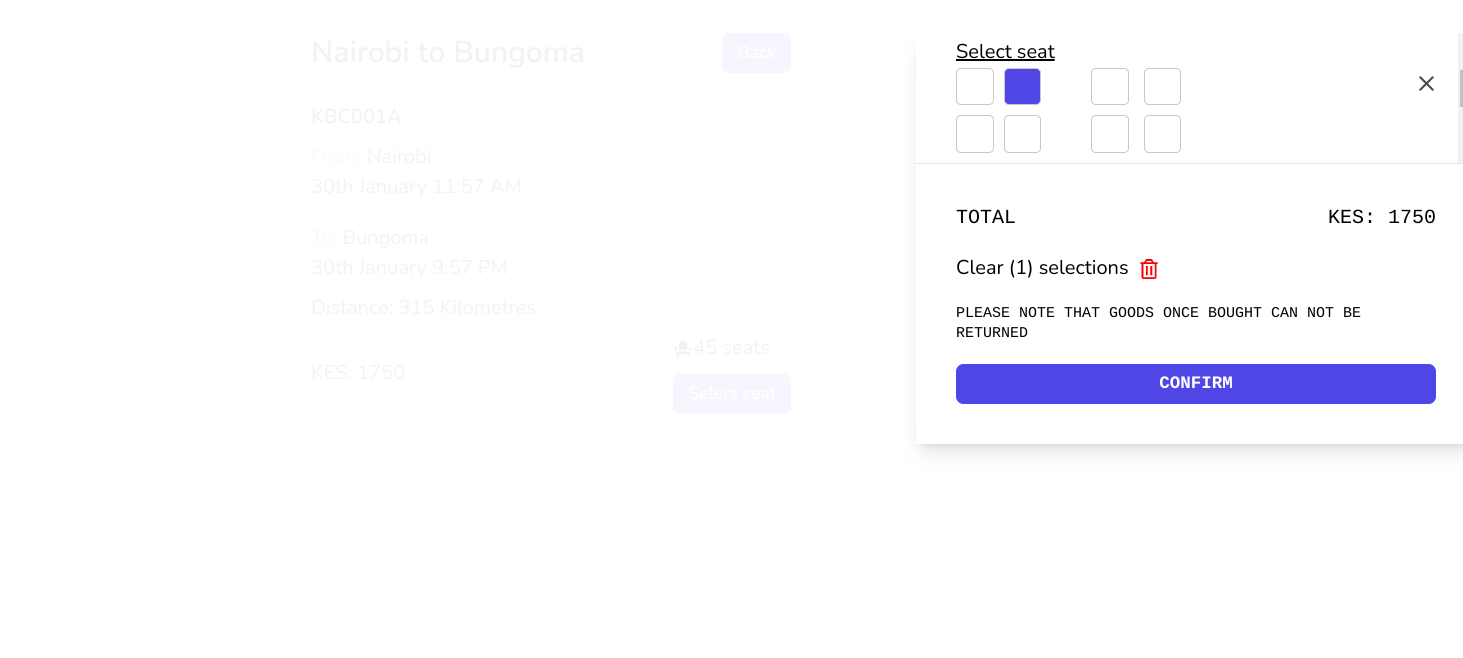 Nairobi to Bungoma
Back
KBC001A
From: Nairobi
30th January 11:57 AM
To: Bungoma
30th January 9:57 PM
Distance: 315 Kilometres
45 seats
KES: 1750
Select seat
Select seat
TOTAL KES: 1750
Clear (1) selections
PLEASE NOTE THAT GOODS ONCE BOUGHT CAN NOT BE
RETURNED
CONFIRM